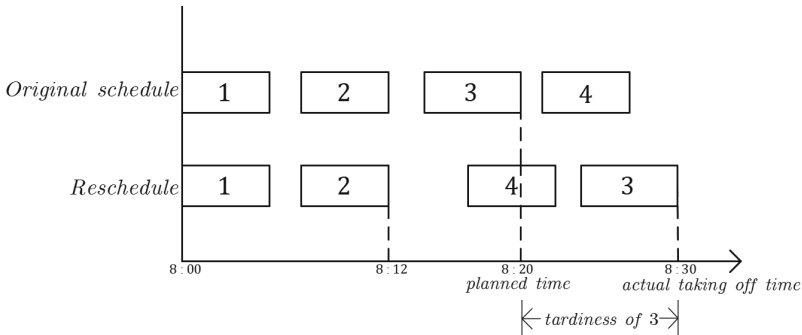 Original schedule 1 2 3 4
Reschedule 1 2 4 3
8:00 8:12 8:20 8:30
planned time actual taking off time
tardiness of 3